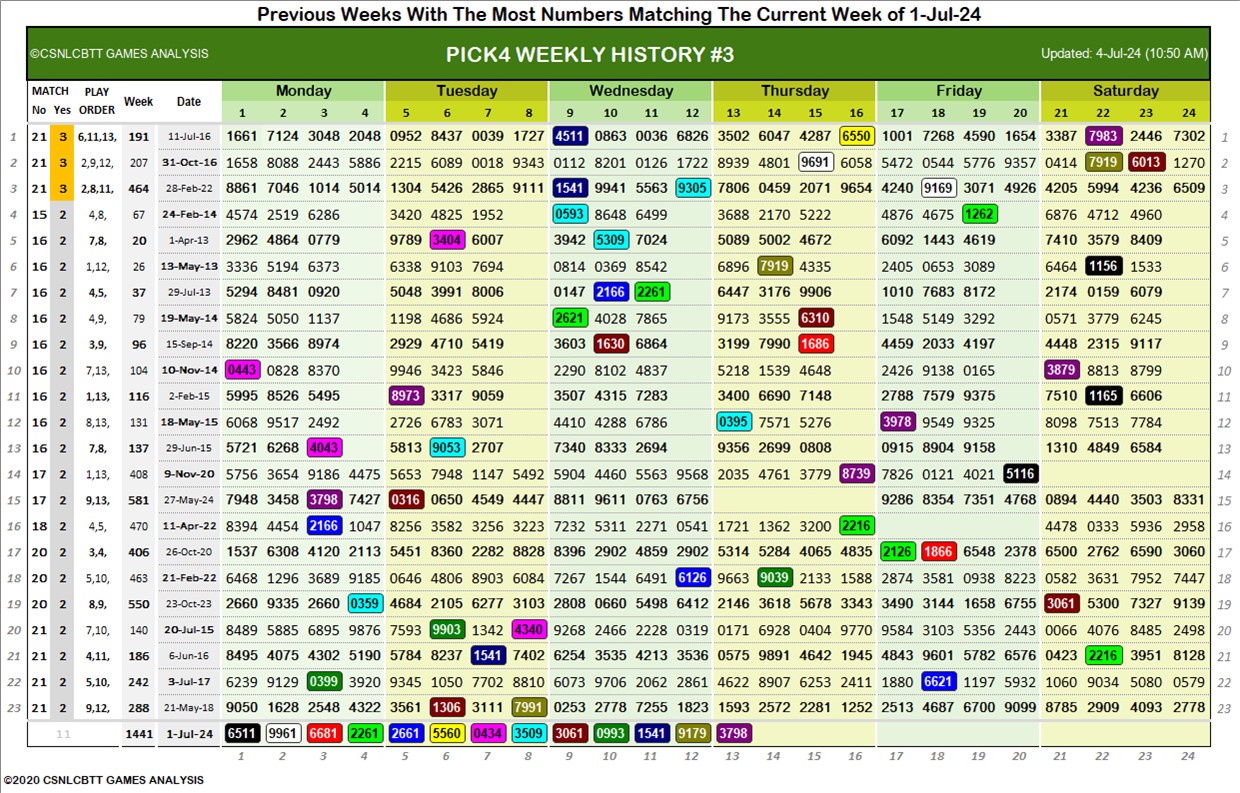 Previous Weeks With The Most Numbers Matching The Current Week of 1-Jul-24
©CSNLCBTT GAMES ANALYSIS PICK4 WEEKLY HISTORY #3 Updated: 4-Jul-24 (10:50 AM)
MATCH PLAY Week Date Monday Tuesday Wednesday Thursday Friday Saturday
No Yes ORDER 1 2 3 4 5 6 7 8 9 10 11 12 13 14 15 16 17 18 19 20 21 22 23 24
1 21 3 6,11,13, 191 11-Jul-16 1661 7124 3048 2048 0952 8437 0039 1727 4511 0863 0036 6826 3502 6047 4287 6550 1001 7268 4590 1654 3387 7983 2446 7302 1
2 21 3 2,9,12, 207 31-Oct-16 1658 8088 2443 5886 2215 6089 0018 9343 0112 8201 0126 1722 8939 4801 9691 6058 5472 0544 5776 9357 0414 7919 6013 1270 2
3 21 3 2,8,11, 464 28-Feb-22 8861 7046 1014 5014 1304 5426 2865 9111 1541 9941 5563 9305 7806 0459 2071 9654 4240 9169 3071 4926 4205 5994 4236 6509 3
4 15 2 4,8, 67 24-Feb-14 4574 2519 6286 3420 4825 1952 0593 8648 6499 3688 2170 5222 4876 4675 1262 6876 4712 4960 4
5 16 2 7,8, 20 1-Apr-13 2962 4864 0779 9789 3404 6007 3942 5309 7024 5089 5002 4672 6092 1443 4619 7410 3579 8409 5
6 16 2 1,12, 26 13-May-13 3336 5194 6373 6338 9103 7694 0814 0369 8542 6896 7919 4335 2405 0653 3089 6464 1156 1533 6
7 16 2 4,5, 37 29-Jul-13 5294 8481 0920 5048 3991 8006 0147 2166 2261 6447 3176 9906 1010 7683 8172 2174 0159 6079 7
8 16 2 4,9, 79 19-May-14 5824 5050 1137 1198 4686 5924 2621 4028 7865 9173 3555 6310 1548 5149 3292 0571 3779 6245 8
9 16 2 3,9, 96 15-Sep-14 8220 3566 8974 2929 4710 5419 3603 1630 6864 3199 7990 1686 4459 2033 4197 4448 2315 9117 9
10 16 2 7,13, 104 10-Nov-14 0443 0828 8370 9946 3423 5846 2290 8102 4837 5218 1539 4648 2426 9138 0165 3879 8813 8799 10
11 16 2 1,13, 116 2-Feb-15 5995 8526 5495 8973 3317 9059 3507 4315 7283 3400 6690 7148 2788 7579 9375 7510 1165 6606 11
12 16 2 8,13, 131 18-May-15 6068 9517 2492 2726 6783 3071 4410 4288 6786 0395 7571 5276 3978 9549 9325 8098 7513 7784 12
13 16 2 7,8, 137 29-Jun-15 5721 6268 4043 5813 9053 2707 7340 8333 2694 9356 2699 0808 0915 8904 9158 1310 4849 6584 13
14 17 2 1,13, 408 9-Nov-20 5756 3654 9186 4475 5653 7948 1147 5492 5904 4460 5563 9568 2035 4761 3779 8739 7826 0121 4021 5116 14
15 17 2 9,13, 581 27-May-24 7948 3458 3798 7427 0316 0650 4549 4447 8811 9611 0763 6756 9286 8354 7351 4768 0894 4440 3503 8331 15
16 18 2 4,5, 470 11-Apr-22 8394 4454 2166 1047 8256 3582 3256 3223 7232 5311 2271 0541 1721 1362 3200 2216 4478 0333 5936 2958 16
17 20 2 3,4, 406 26-Oct-20 1537 6308 4120 2113 5451 8360 2282 8828 8396 2902 4859 2902 5314 5284 4065 4835 2126 1866 6548 2378 6500 2762 6590 3060 17
18 20 2 5,10, 463 21-Feb-22 6468 1296 3689 9185 0646 4806 8903 6084 7267 1544 6491 6126 9663 9039 2133 1588 2874 3581 0938 8223 0582 3631 7952 7447 18
19 20 2 8,9, 550 23-Oct-23 2660 9335 2660 0359 4684 2105 6277 3103 2808 0660 5498 6412 2146 3618 5678 3343 3490 3144 1658 6755 3061 5300 7327 9139 19
20 21 2 7,10, 140 20-Jul-15 8489 5885 6895 9876 7593 9903 1342 4340 9268 2466 2228 0319 0171 6928 0404 9770 9584 3103 5956 2443 0066 4076 8485 2498 20
21 21 2 4,11, 186 6-Jun-16 8495 4075 4302 5190 5784 8237 1541 7402 6254 3535 4213 3536 0575 9891 4642 1945 4843 9601 5782 6576 0423 2216 3951 8128 21
22 21 2 5,10, 242 3-Jul-17 6239 9129 0399 3920 9345 1050 7702 8810 6073 9706 2062 2861 4622 8907 6253 2411 1880 6621 1197 5932 1060 9034 5080 0579 22
23 21 2 9,12, 288 21-May-18 9050 1628 2548 4322 3561 1306 3111 7991 0253 2778 7255 1823 1593 2572 2281 1252 2513 4687 6700 9099 8785 2909 4093 2778 23
11 1441 1-Jul-24 6511 9961 6681 2261 2661 5560 0434 3509 3061 0993 1541 9179 3798
1 2 3 4 5 6 7 8 9 10 11 12 13 14 15 16 17 18 19 20 21 22 23 24
©2020 CSNLCBTT GAMES ANALYSIS